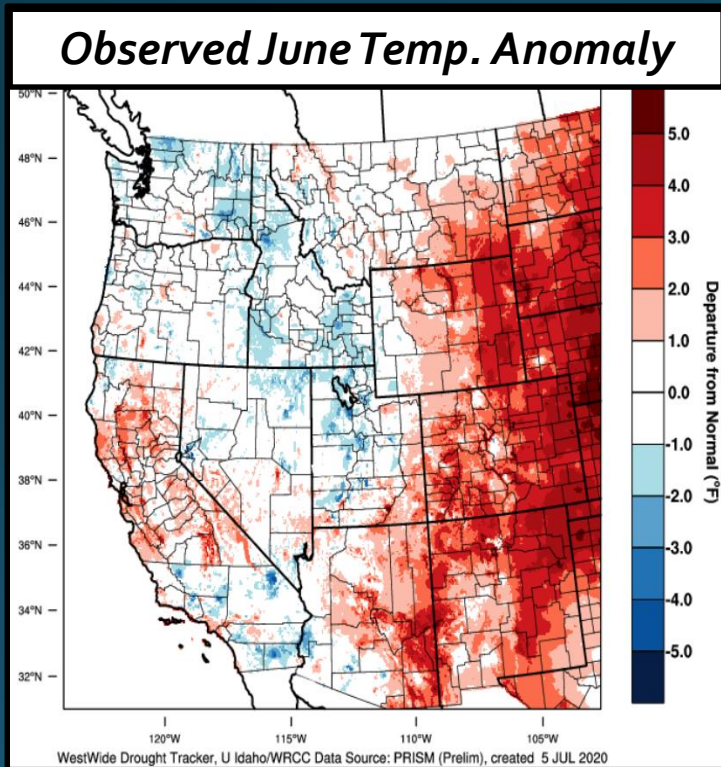 Observed June Temp. Anomaly
50°N
48°N
46°N
44°N
42°N
40°N
38°N
36°N
34°N
32°N
120°W 115°W 110°W 105°W
5.0
4.0
3.0
2.0
1.0
0.0
-1.0
-2.0
-3.0
-4.0
-5.0
Departure from Normal (°F)
WestWide Drought Tracker, U Idaho/WRCC Data Source: PRISM (Prelim), created 5 JUL 2020